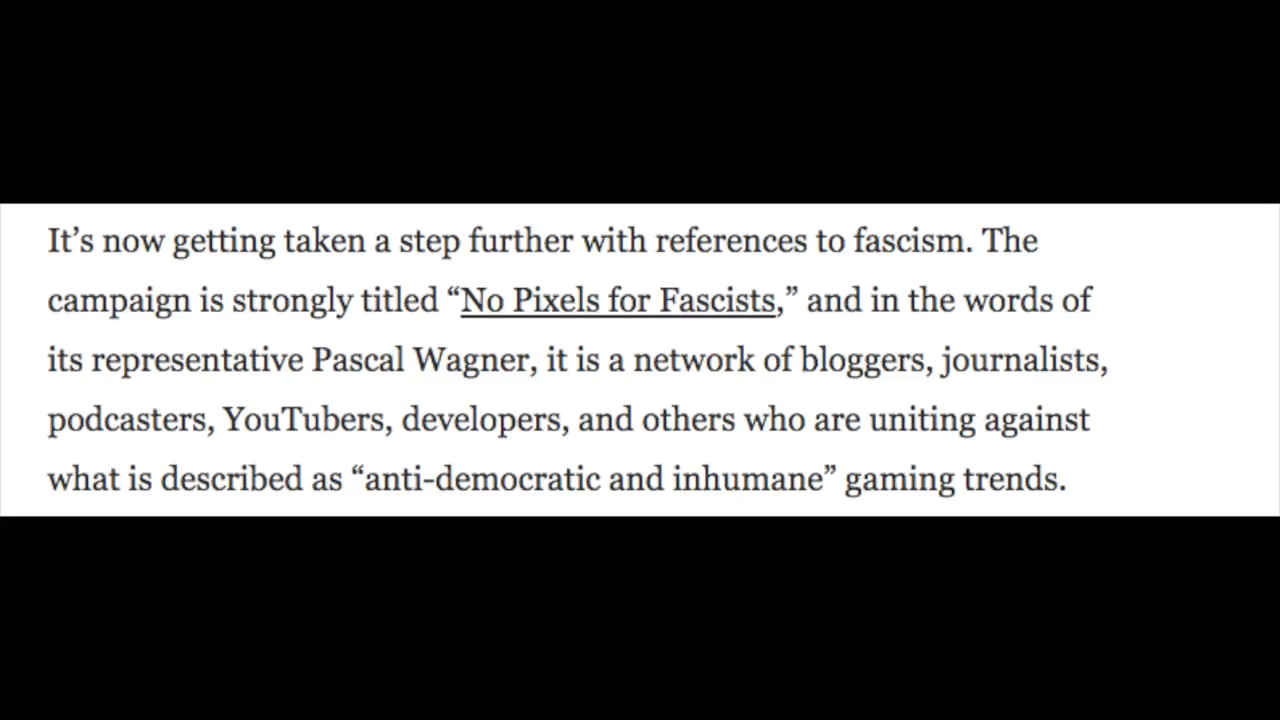 It’s now getting taken a step further with references to fascism. The
campaign is strongly titled “No Pixels for Fascists,” and in the words of
its representative Pascal Wagner, it is a network of bloggers, journalists,
podcasters, YouTubers, developers, and others who are uniting against
what is described as “anti-democratic and inhumane” gaming trends.